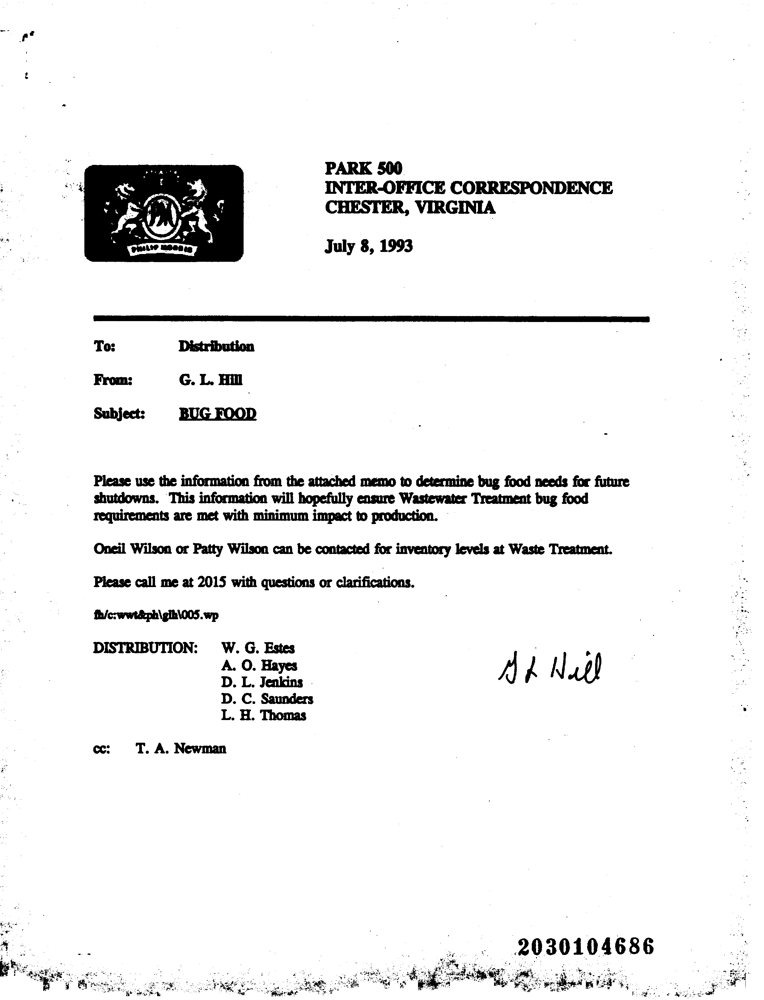 PARK 500
INTER-OFFICE CORRESPONDENCE
CHESTER, VIRGINIA
PM
PHILIP MORRIS
July 8, 1993
To: Distribution
From: G. L. Hill
Subject: BUG FOOD
Please use the information from the attached memo to determine bug food needs for future
shutdowns. This information will hopefully ensure Wastewater Treatment bug food
requirements are met with minimum impact to production.
Oneil Wilson or Patty Wilson can be contacted for inventory levels at Waste Treatment.
Please call me at 2015 with questions or clarifications.
fh/c:wwt&ph\glh\005.wp
DISTRIBUTION: W. G. Estes
A. O. Hayes
G L Hill
D. L. Jenkins
D. C. Saunders
L. H. Thomas
cc: T. A. Newman
2030104686